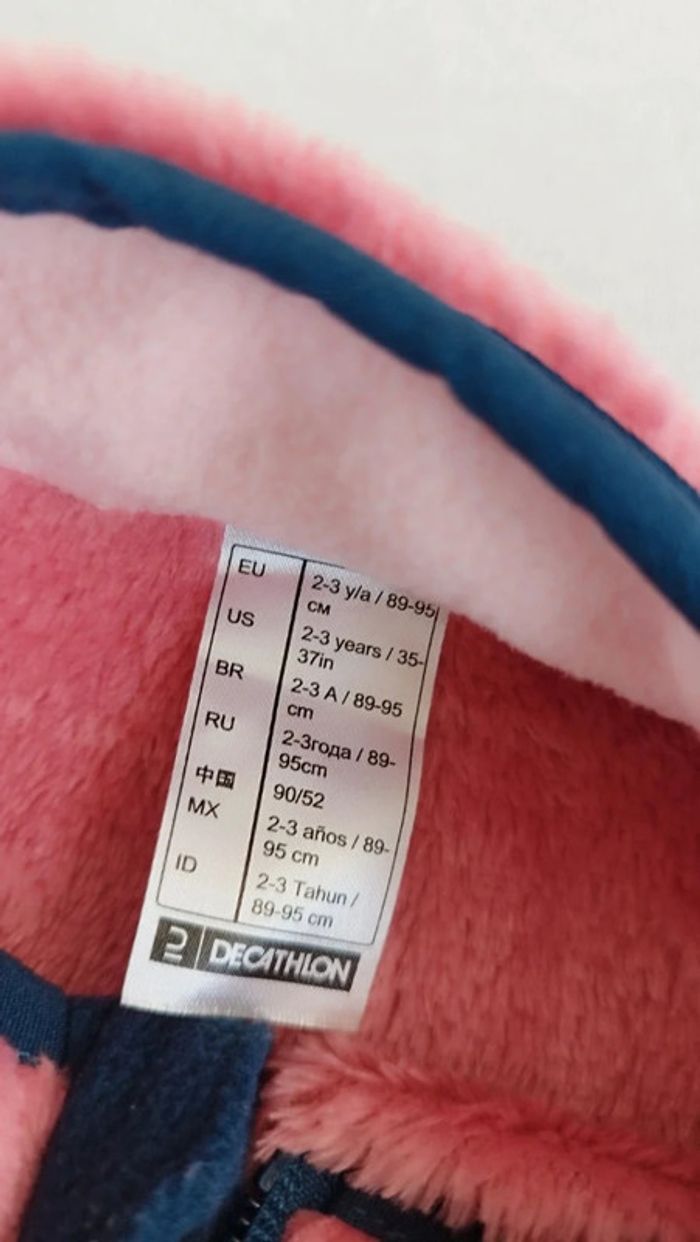 EU 2-3 y/a / 89-95
см
US 2-3 years / 35-
37in
BR 2-3 A / 89-95
cm
RU 2-3года / 89-
95cm
中国 90/52
MX 2-3 años / 89-
95 cm
ID 2-3 Tahun /
89-95 cm
DECATHLON